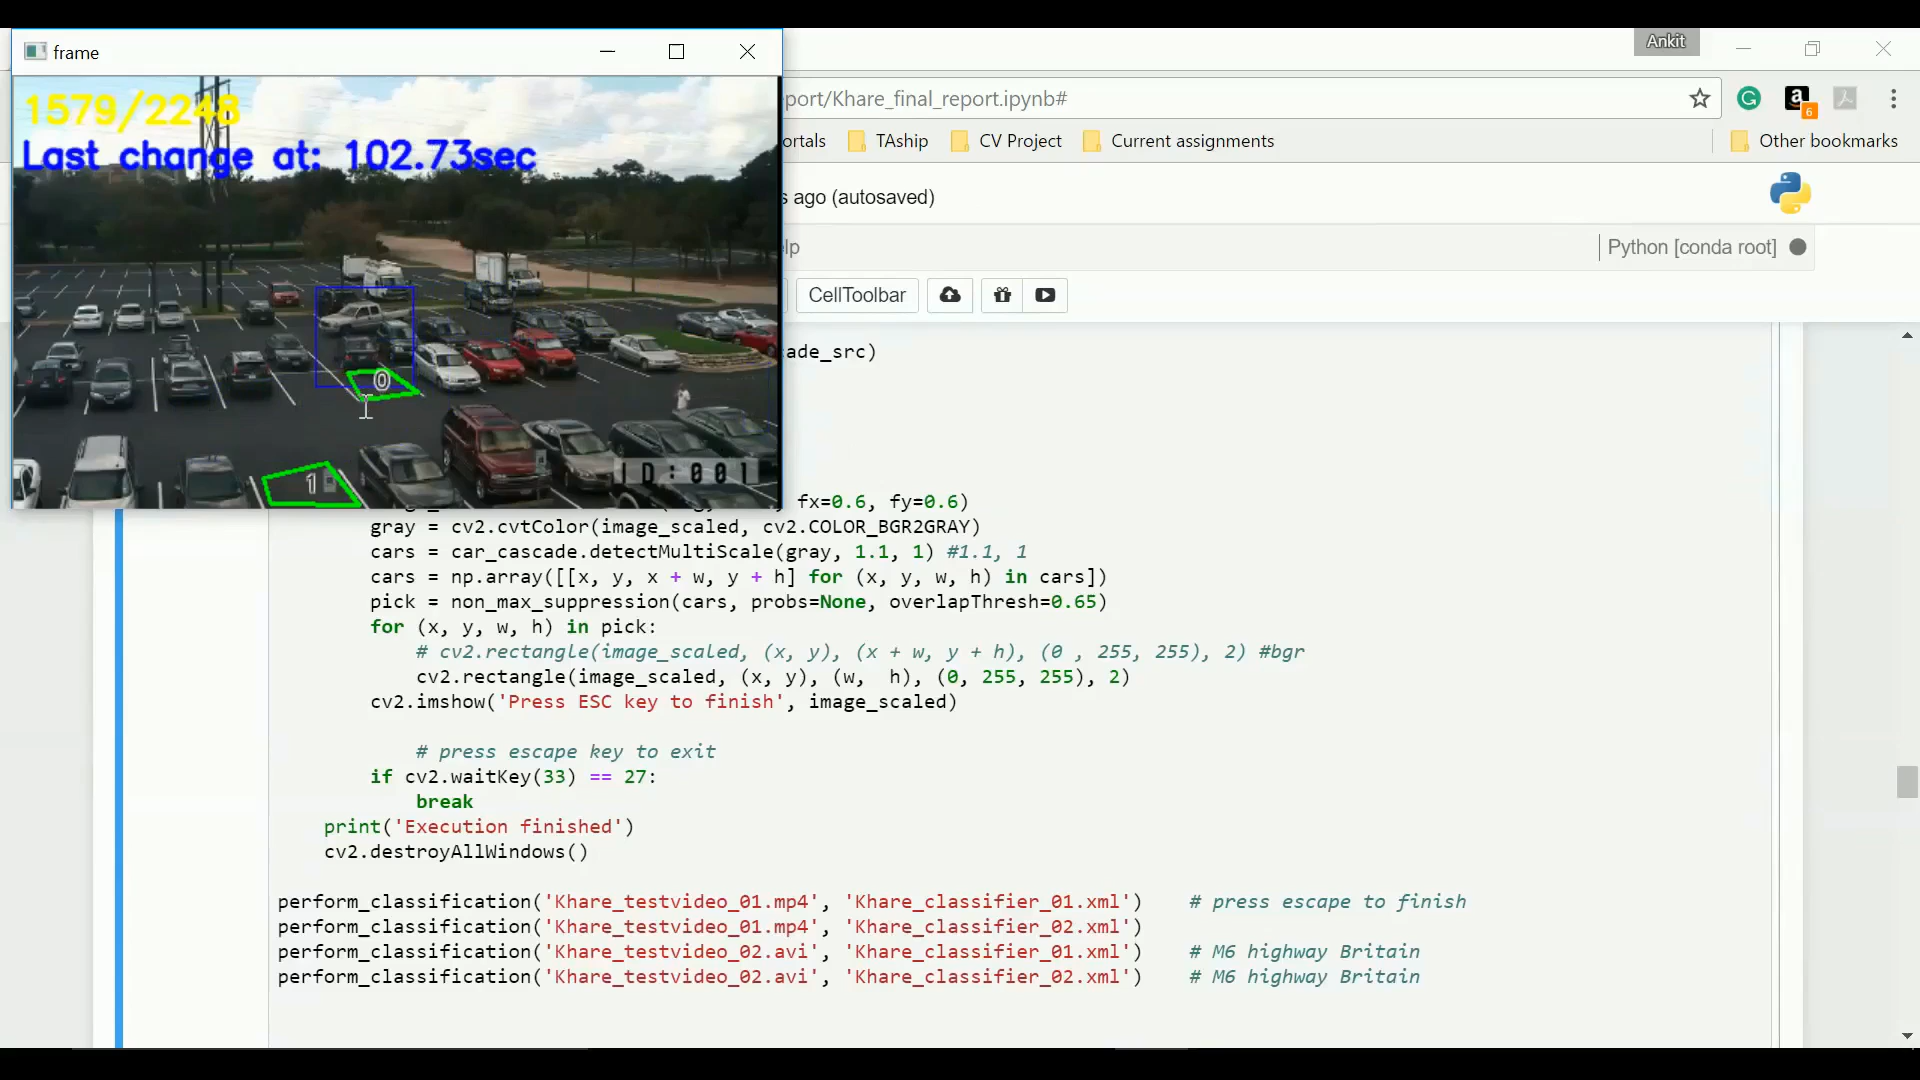 frame
Ankit
1579/2248
Last change at: 102.73sec
0
1
ID:001
port/Khare_final_report.ipynb#
6
ortals
TAship
CV Project
Current assignments
Other bookmarks
s ago (autosaved)
lp
Python [conda root]
CellToolbar
ade_src)
fx=0.6, fy=0.6)
gray = cv2.cvtColor(image_scaled, cv2.COLOR_BGR2GRAY)
cars = car_cascade.detectMultiScale(gray, 1.1, 1) #1.1, 1
cars = np.array([[x, y, x + w, y + h] for (x, y, w, h) in cars])
pick = non_max_suppression(cars, probs=None, overlapThresh=0.65)
for (x, y, w, h) in pick:
# cv2.rectangle(image_scaled, (x, y), (x + w, y + h), (0 , 255, 255), 2) #bgr
cv2.rectangle(image_scaled, (x, y), (w,  h), (0, 255, 255), 2)
cv2.imshow('Press ESC key to finish', image_scaled)
# press escape key to exit
if cv2.waitKey(33) == 27:
break
print('Execution finished')
cv2.destroyAllWindows()
perform_classification('Khare_testvideo_01.mp4', 'Khare_classifier_01.xml')    # press escape to finish
perform_classification('Khare_testvideo_01.mp4', 'Khare_classifier_02.xml')
perform_classification('Khare_testvideo_02.avi', 'Khare_classifier_01.xml')    # M6 highway Britain
perform_classification('Khare_testvideo_02.avi', 'Khare_classifier_02.xml')    # M6 highway Britain